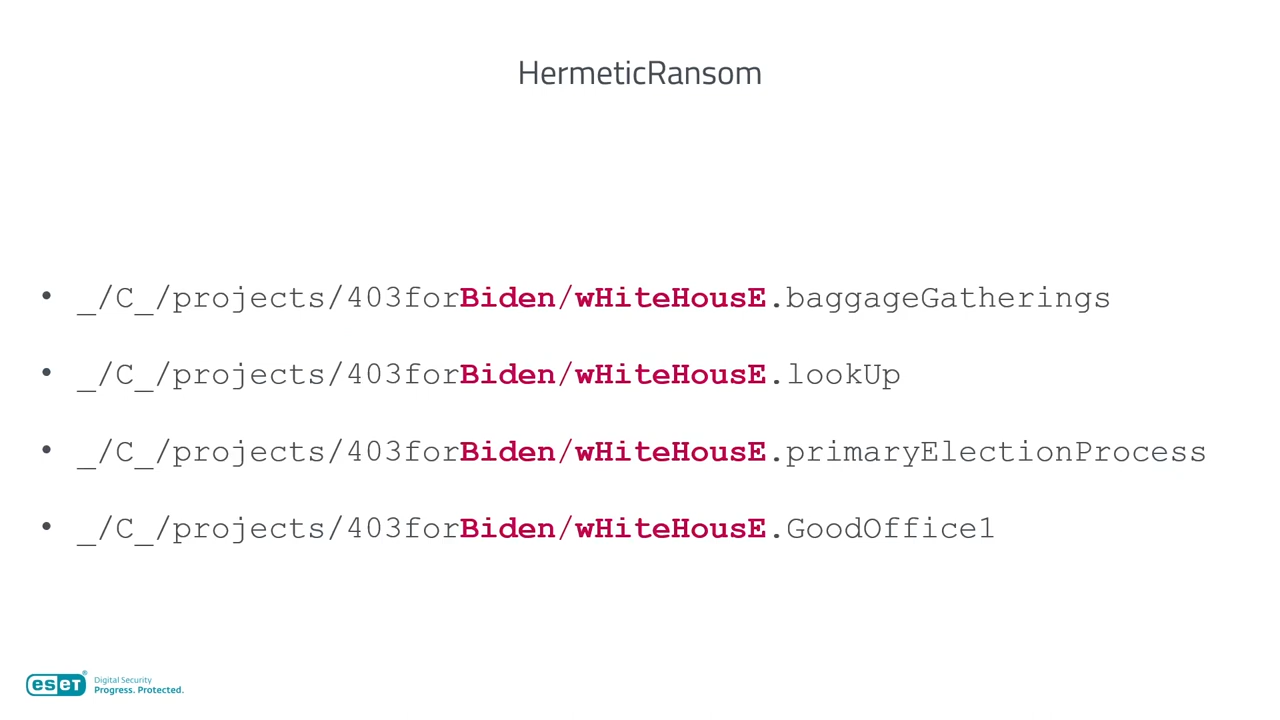 HermeticRansom
• _/C_/projects/403forBiden/wHiteHousE.baggageGatherings
• _/C_/projects/403forBiden/wHiteHousE.lookUp
• _/C_/projects/403forBiden/wHiteHousE.primaryElectionProcess
• _/C_/projects/403forBiden/wHiteHousE.GoodOffice1
eset® Digital Security
Progress. Protected.